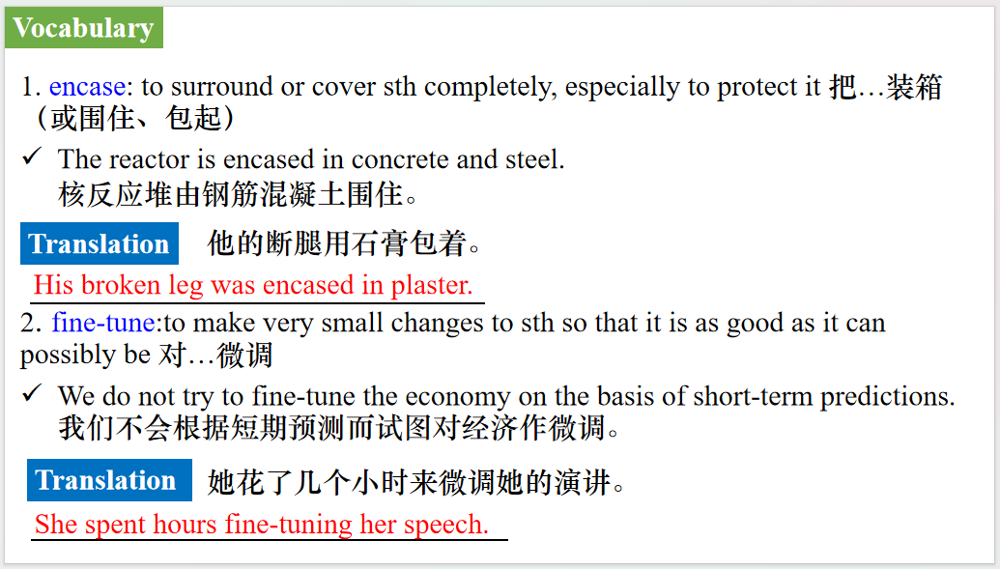 Vocabulary
1. encase: to surround or cover sth completely, especially to protect it 把…装箱
（或围住、包起）
✓ The reactor is encased in concrete and steel.
核反应堆由钢筋混凝土围住。
Translation 他的断腿用石膏包着。
His broken leg was encased in plaster.
2. fine-tune:to make very small changes to sth so that it is as good as it can
possibly be 对…微调
✓ We do not try to fine-tune the economy on the basis of short-term predictions.
我们不会根据短期预测而试图对经济作微调。
Translation 她花了几个小时来微调她的演讲。
She spent hours fine-tuning her speech.